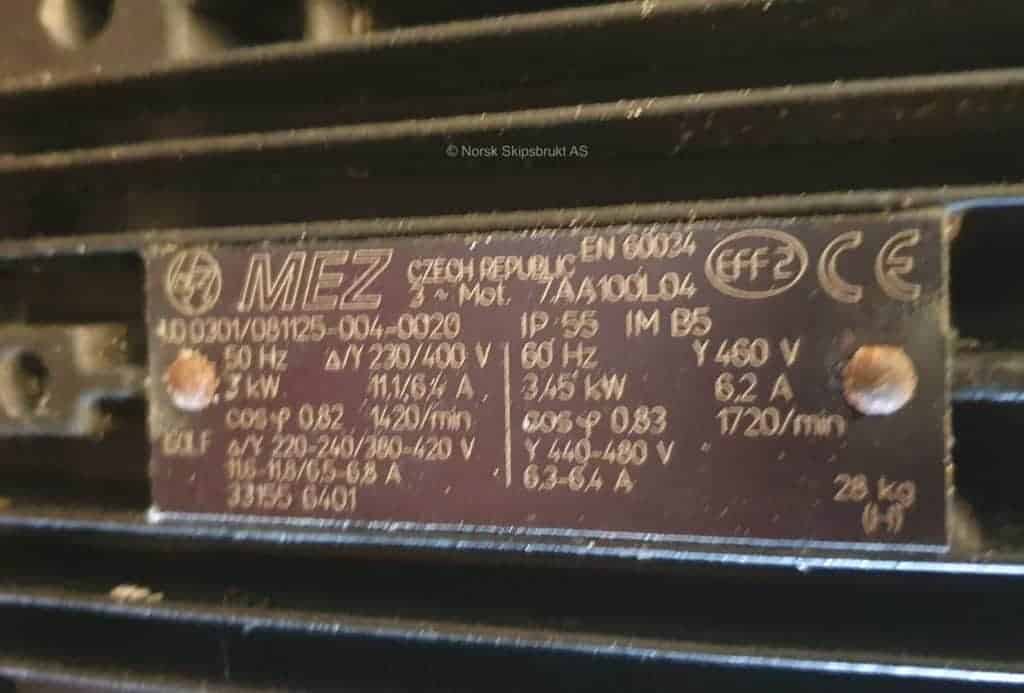 © Norsk Skipsbrukt AS
MEZ CZECH REPUBLIC EN 60034 EFF2 CE
3 ~ Mot. 7AA100L04
0301/081125-004-0020 IP 55 IM B5
50 Hz Δ/Y 230/400 V 60 Hz Y 460 V
3 kW 11,1/6,4 A 3,45 kW 6,2 A
cos φ 0,82 1420/min cos φ 0,83 1720/min
Δ/Y 220-240/380-420 V Y 440-480 V
11,6-11,8/6,5-6,8 A 6,3-6,4 A
33155 0401 28 kg
(H)